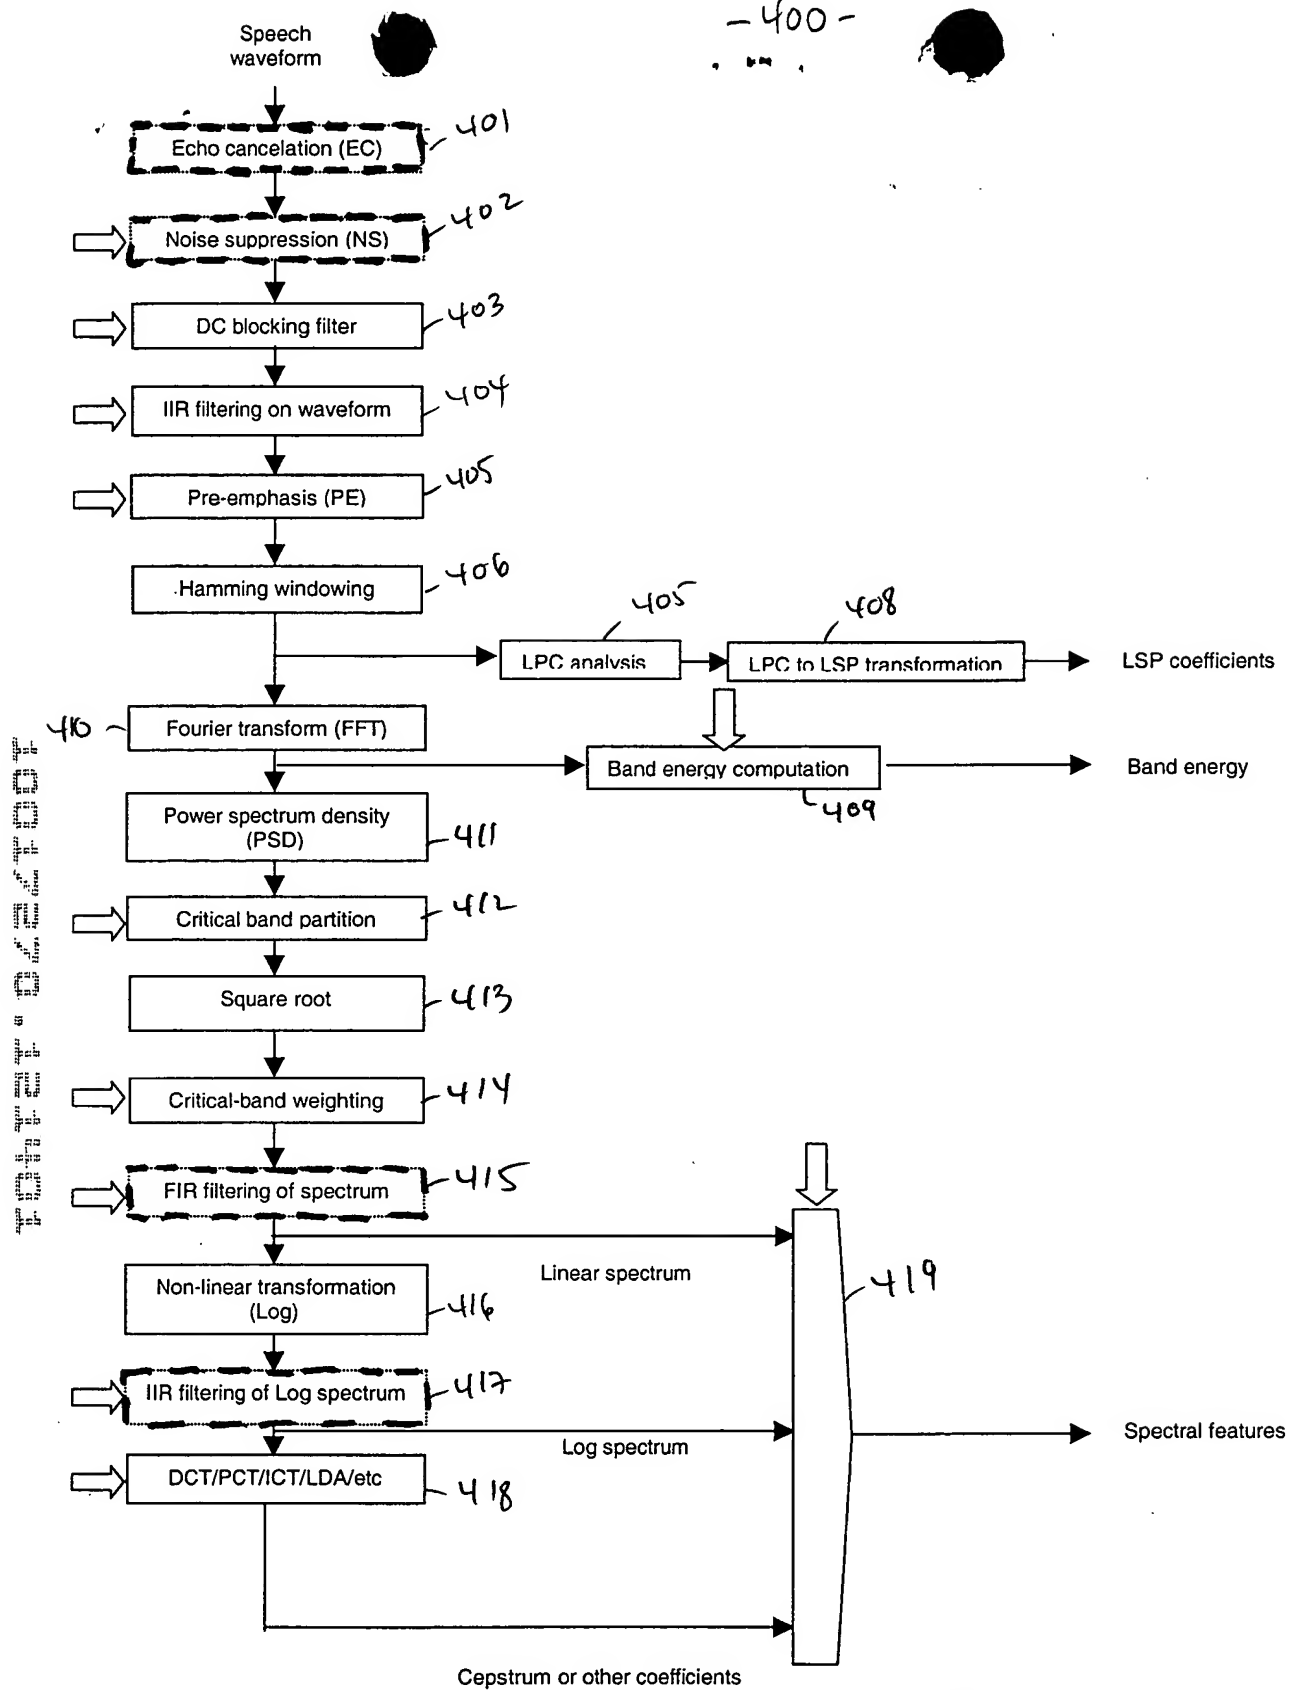 - 400 -
Speech
waveform
Echo cancelation (EC)
401
Noise suppression (NS)
402
DC blocking filter
403
IIR filtering on waveform
404
Pre-emphasis (PE)
405
Hamming windowing
406
405
408
LPC analysis
LPC to LSP transformation
LSP coefficients
410
Fourier transform (FFT)
Band energy computation
Band energy
409
Power spectrum density
(PSD)
411
Critical band partition
412
Square root
413
Critical-band weighting
414
FIR filtering of spectrum
415
Linear spectrum
Non-linear transformation
(Log)
416
419
IIR filtering of Log spectrum
417
Log spectrum
Spectral features
DCT/PCT/ICT/LDA/etc
418
Cepstrum or other coefficients